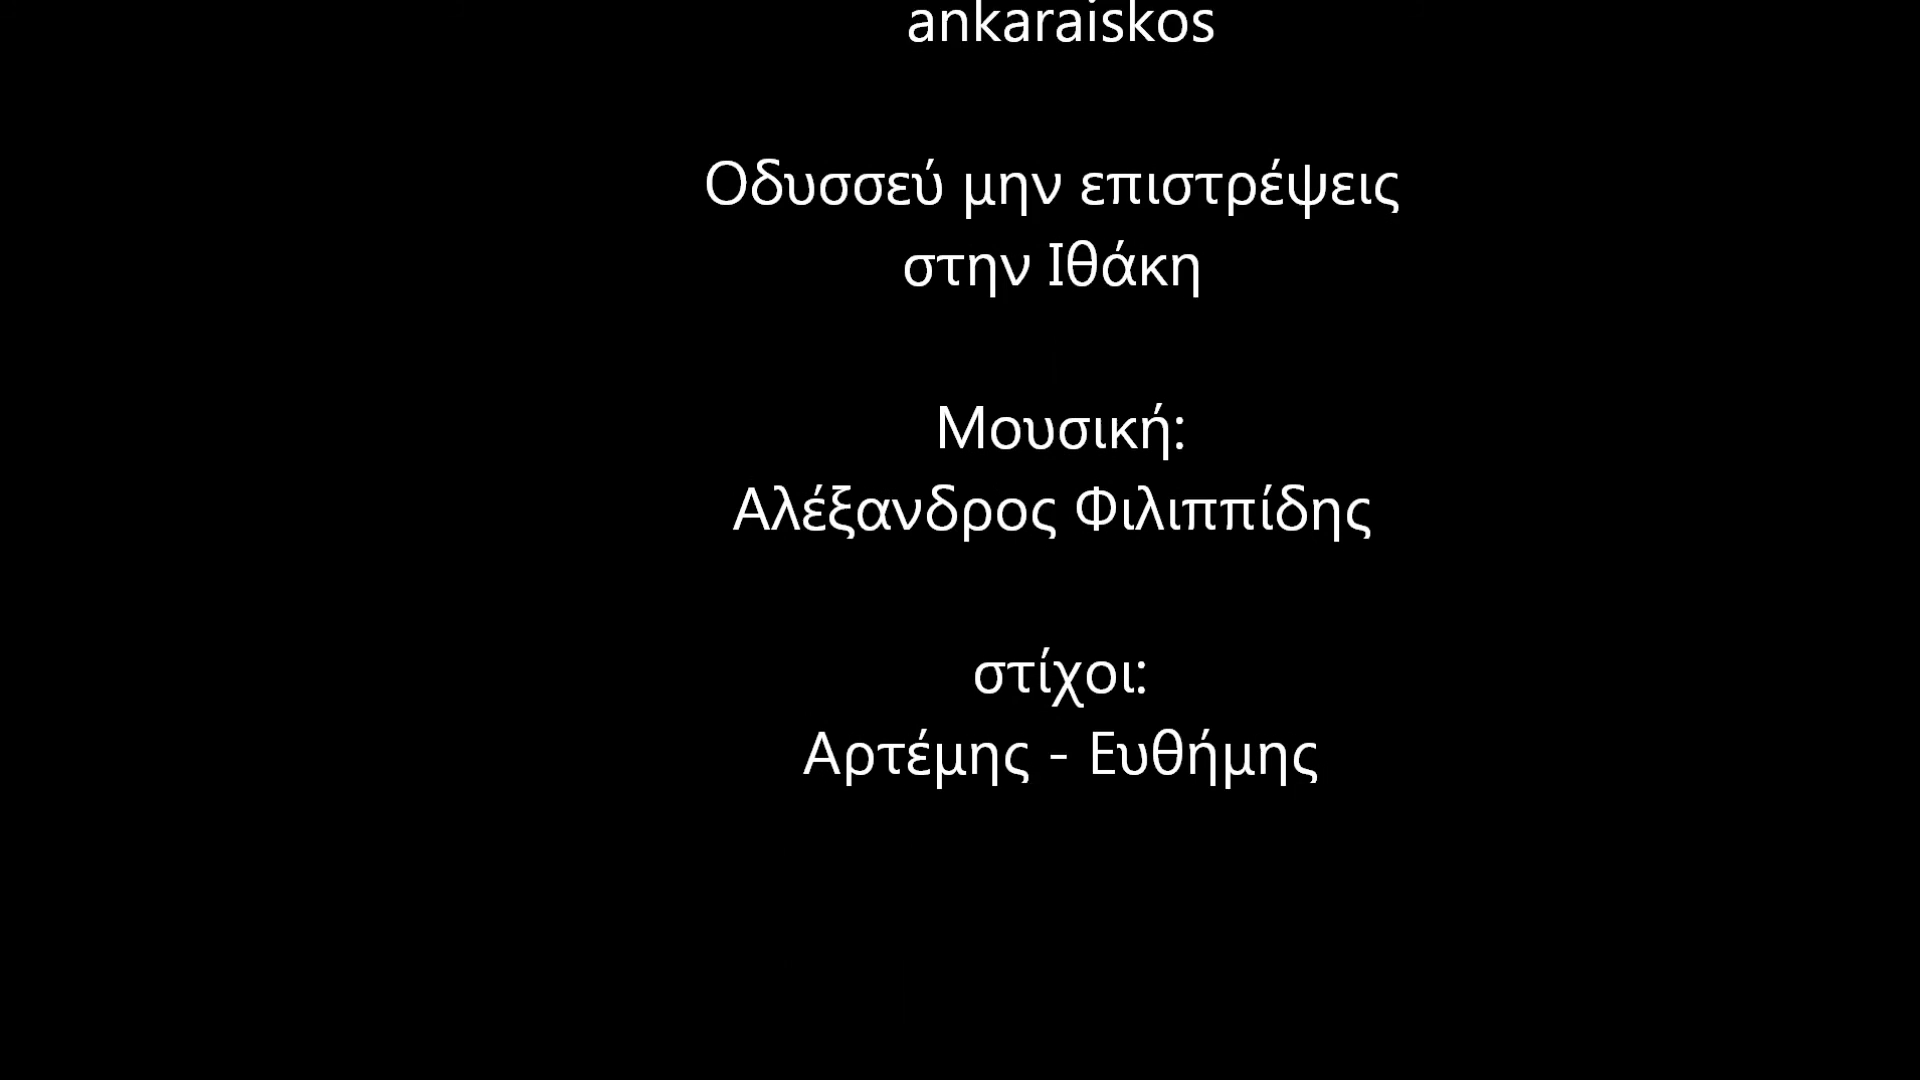 ankaraiskos
Οδυσσεύ μην επιστρέψεις
στην Ιθάκη
Μουσική:
Αλέξανδρος Φιλιππίδης
στίχοι:
Αρτέμης - Ευθήμης